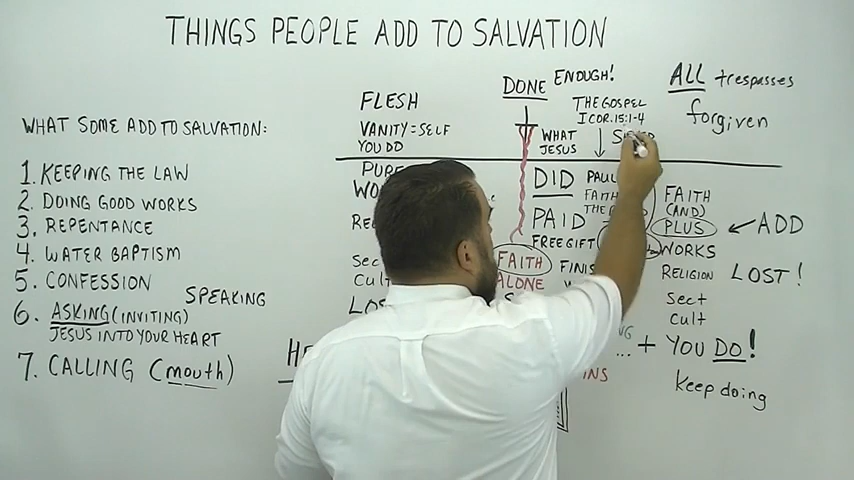 THINGS PEOPLE ADD TO SALVATION
WHAT SOME ADD TO SALVATION:
1. KEEPING THE LAW
2. DOING GOOD WORKS
3. REPENTANCE
4. WATER BAPTISM
5. CONFESSION
SPEAKING
6. ASKING (INVITING)
JESUS INTO YOUR HEART
7. CALLING (mouth)
FLESH
VANITY = SELF
YOU DO
Sect
LOS
DONE
ENOUGH!
THE GOSPEL
I COR. 15:1-4
WHAT
JESUS
DID
PAID
FREE GIFT
FAITH
ALONE
PAUL
ALL trespasses
forgiven
FAITH
(AND)
PLUS
ADD
WORKS
RELIGION
LOST!
Sect
Cult
... + YOU DO!
Keep doing